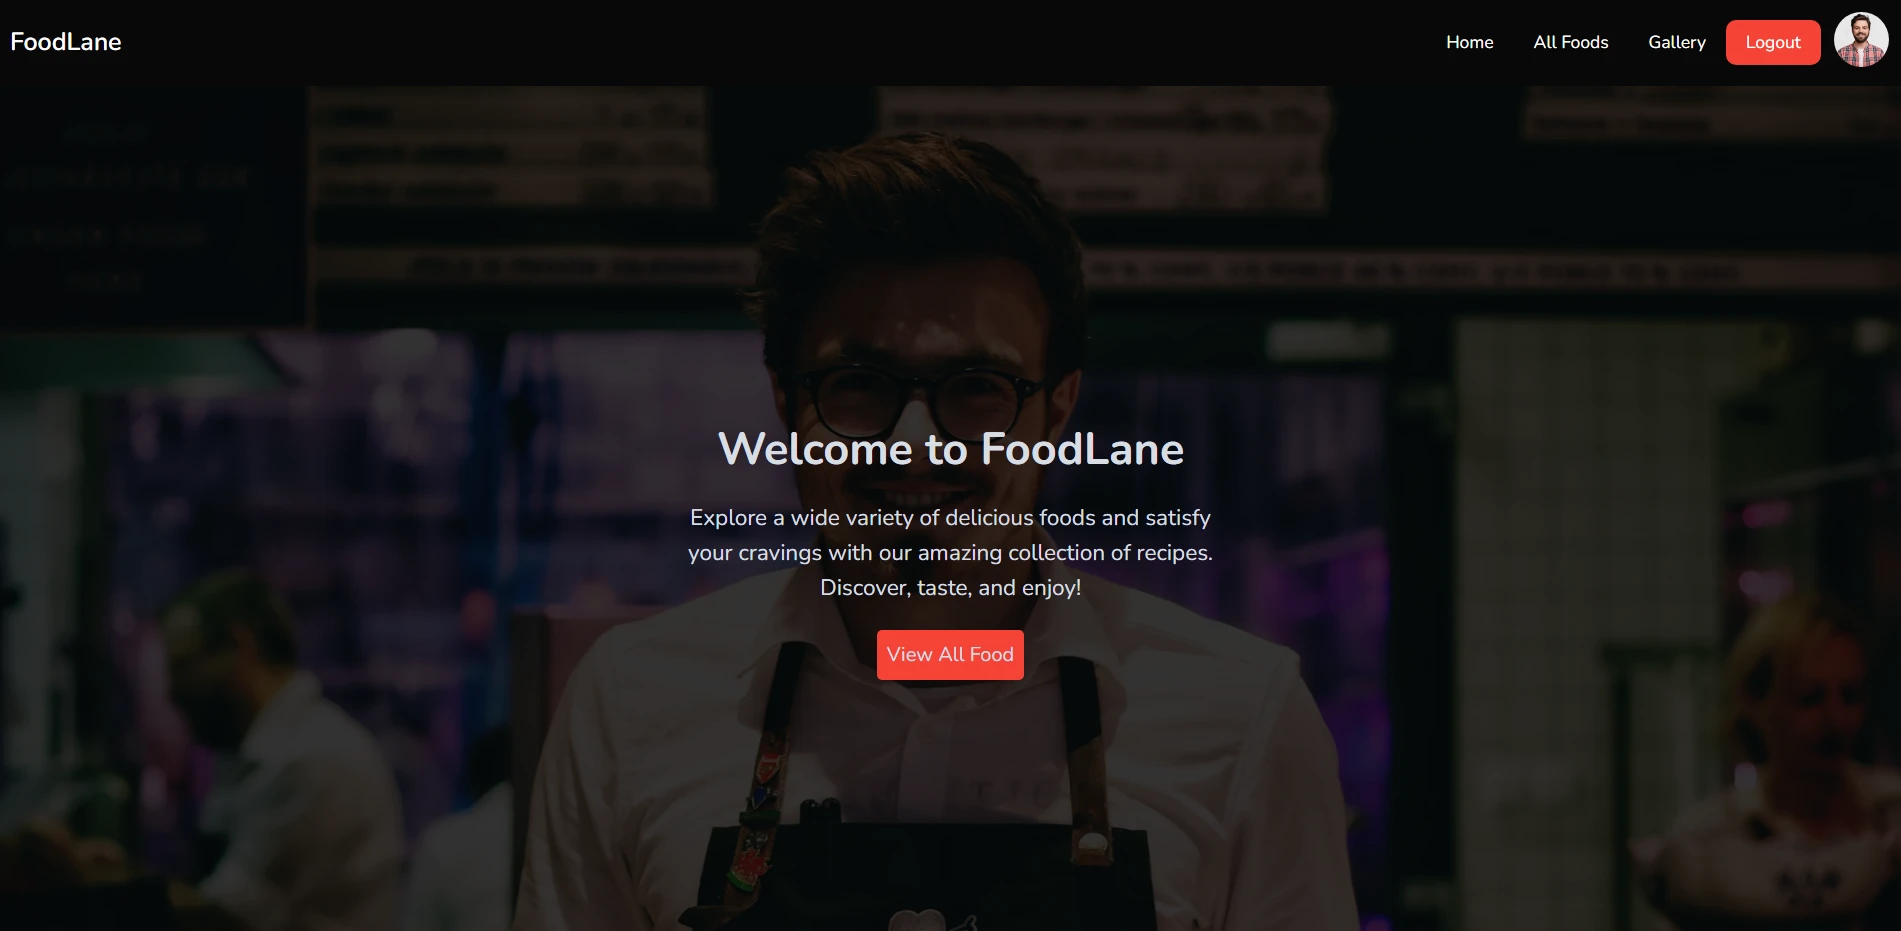 FoodLane
Home All Foods Gallery Logout
Welcome to FoodLane
Explore a wide variety of delicious foods and satisfy
your cravings with our amazing collection of recipes.
Discover, taste, and enjoy!
View All Food